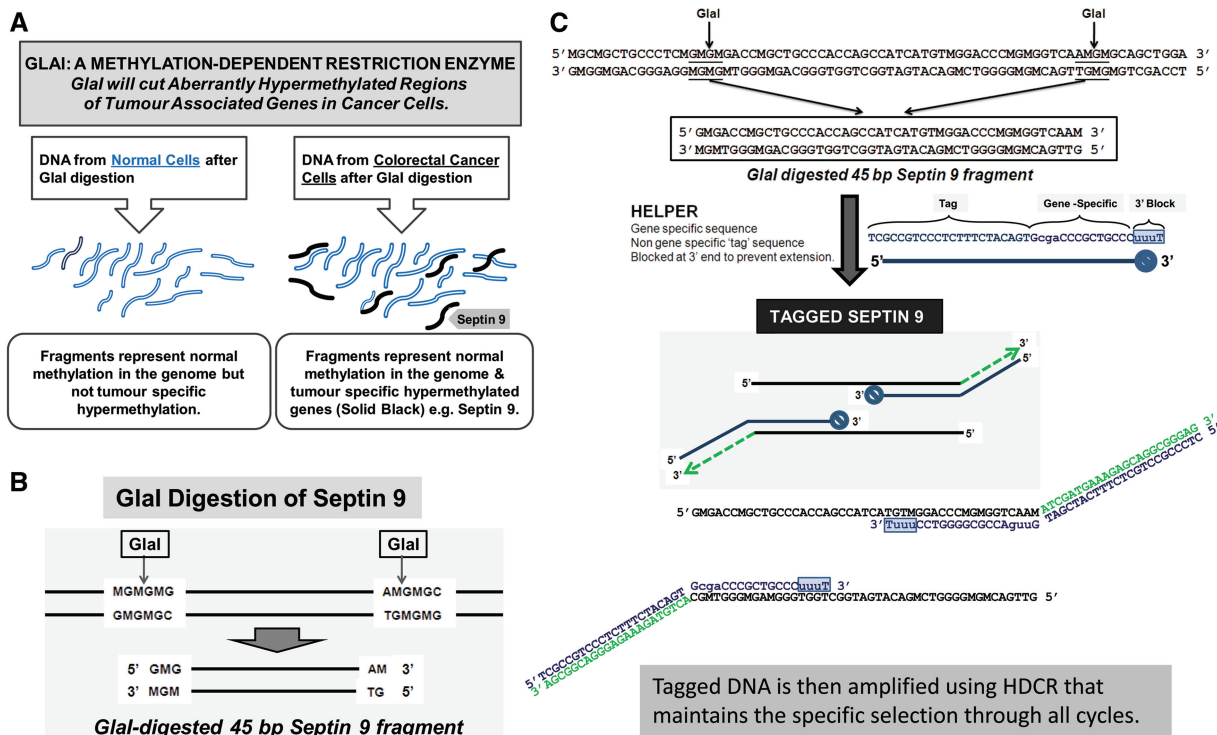 A
GLAI: A METHYLATION-DEPENDENT RESTRICTION ENZYME
GlaI will cut Aberrantly Hypermethylated Regions
of Tumour Associated Genes in Cancer Cells.
DNA from Normal Cells after
GlaI digestion
DNA from Colorectal Cancer
Cells after GlaI digestion
Septin 9
Fragments represent normal
methylation in the genome but
not tumour specific
hypermethylation.
Fragments represent normal
methylation in the genome &
tumour specific hypermethylated
genes (Solid Black) e.g. Septin 9.
B
GlaI Digestion of Septin 9
GlaI
GlaI
MGMGMG
AMGMGC
GMGMGC
TGMGMG
5' GMG
AM 3'
3' MGM
TG 5'
GlaI-digested 45 bp Septin 9 fragment
C
GlaI
GlaI
5'MGCMGCTGCCCTCMGMGMGACCMGCTGCCCACCAGCCATCATGTMGGACCCMGMGGTCAAMGMGCAGCTGGA 3'
3'GMGGMGACGGGAGGMGMGMTGGGMGACGGGTGGTCGGTAGTACAGMCTGGGGMGMCAGTTGMGMGTCGACCT 5'
5'GMGACCMGCTGCCCACCAGCCATCATGTMGGACCCMGMGGTCAAM 3'
3'MGMTGGGMGACGGGTGGTCGGTAGTACAGMCTGGGGMGMCAGTTG 5'
GlaI digested 45 bp Septin 9 fragment
HELPER
Gene specific sequence
Non gene specific 'tag' sequence
Blocked at 3' end to prevent extension.
Tag
Gene -Specific
3' Block
TCGCCGTCCCTCTTTCTACAGTGcgaCCCGCTGCCCuuuT
5'
3'
TAGGED SEPTIN 9
3'
5'
5'
3'
3'
5'
5'
3'
5'GMGACCMGCTGCCCACCAGCCATCATGTMGGACCCMGMGGTCAAM
ATCGATGAAAGAGCAGGCGGGAG 3'
3'TuuuCCTGGGGCGCCAguuG
TAGCTACTTTCTCGTCCGCCCTC 5'
GcgaCCCGCTGCCCuuuT 3'
5'TCGCCGTCCCTCTTTCTACAGT
CGMTGGGMGAMGGGTGGTCGGTAGTACAGMCTGGGGMGMCAGTTG 5'
3'AGCGGCAGGGAGAAAGATGTCA
Tagged DNA is then amplified using HDCR that
maintains the specific selection through all cycles.